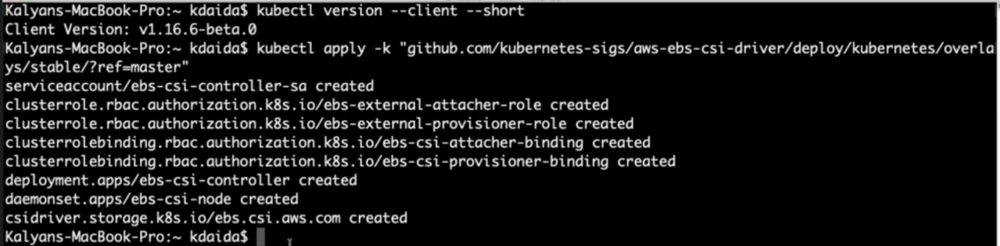 Kalyans-MacBook-Pro:~ kdaida$ kubectl version --client --short
Client Version: v1.16.6-beta.0
Kalyans-MacBook-Pro:~ kdaida$ kubectl apply -k "github.com/kubernetes-sigs/aws-ebs-csi-driver/deploy/kubernetes/overla
ys/stable/?ref=master"
serviceaccount/ebs-csi-controller-sa created
clusterrole.rbac.authorization.k8s.io/ebs-external-attacher-role created
clusterrole.rbac.authorization.k8s.io/ebs-external-provisioner-role created
clusterrolebinding.rbac.authorization.k8s.io/ebs-csi-attacher-binding created
clusterrolebinding.rbac.authorization.k8s.io/ebs-csi-provisioner-binding created
deployment.apps/ebs-csi-controller created
daemonset.apps/ebs-csi-node created
csidriver.storage.k8s.io/ebs.csi.aws.com created
Kalyans-MacBook-Pro:~ kdaida$